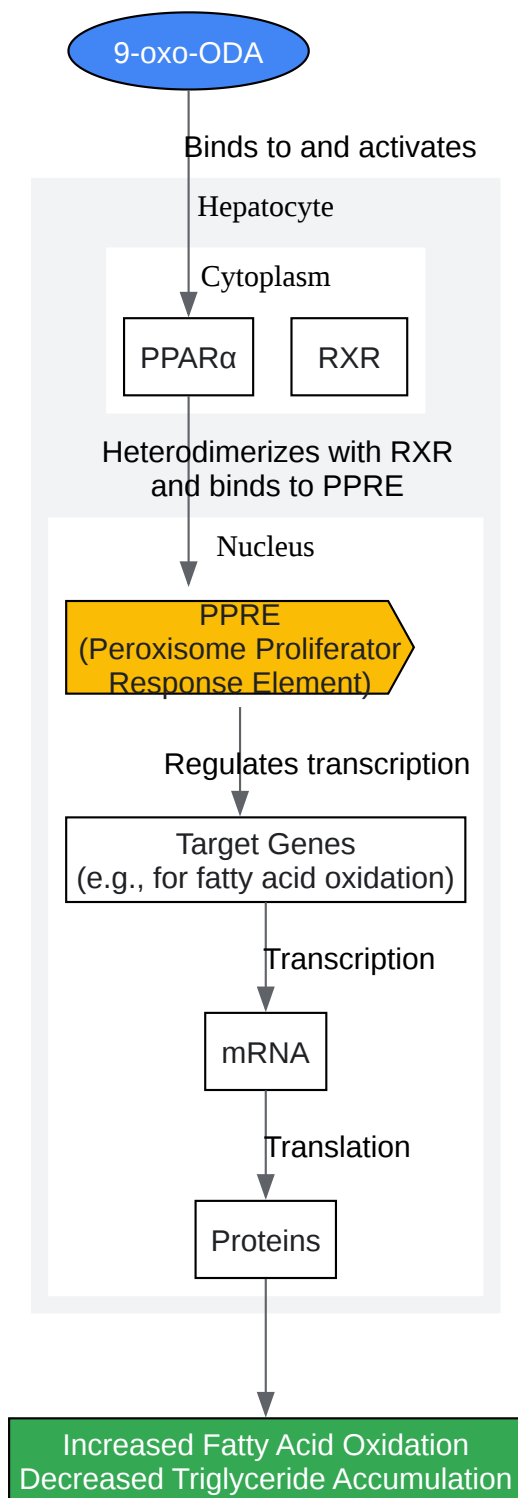 9-oxo-ODA
Binds to and activates
Hepatocyte
Cytoplasm
PPARα
RXR
Heterodimerizes with RXR
and binds to PPRE
Nucleus
PPRE
(Peroxisome Proliferator
Response Element)
Regulates transcription
Target Genes
(e.g., for fatty acid oxidation)
Transcription
mRNA
Translation
Proteins
Increased Fatty Acid Oxidation
Decreased Triglyceride Accumulation